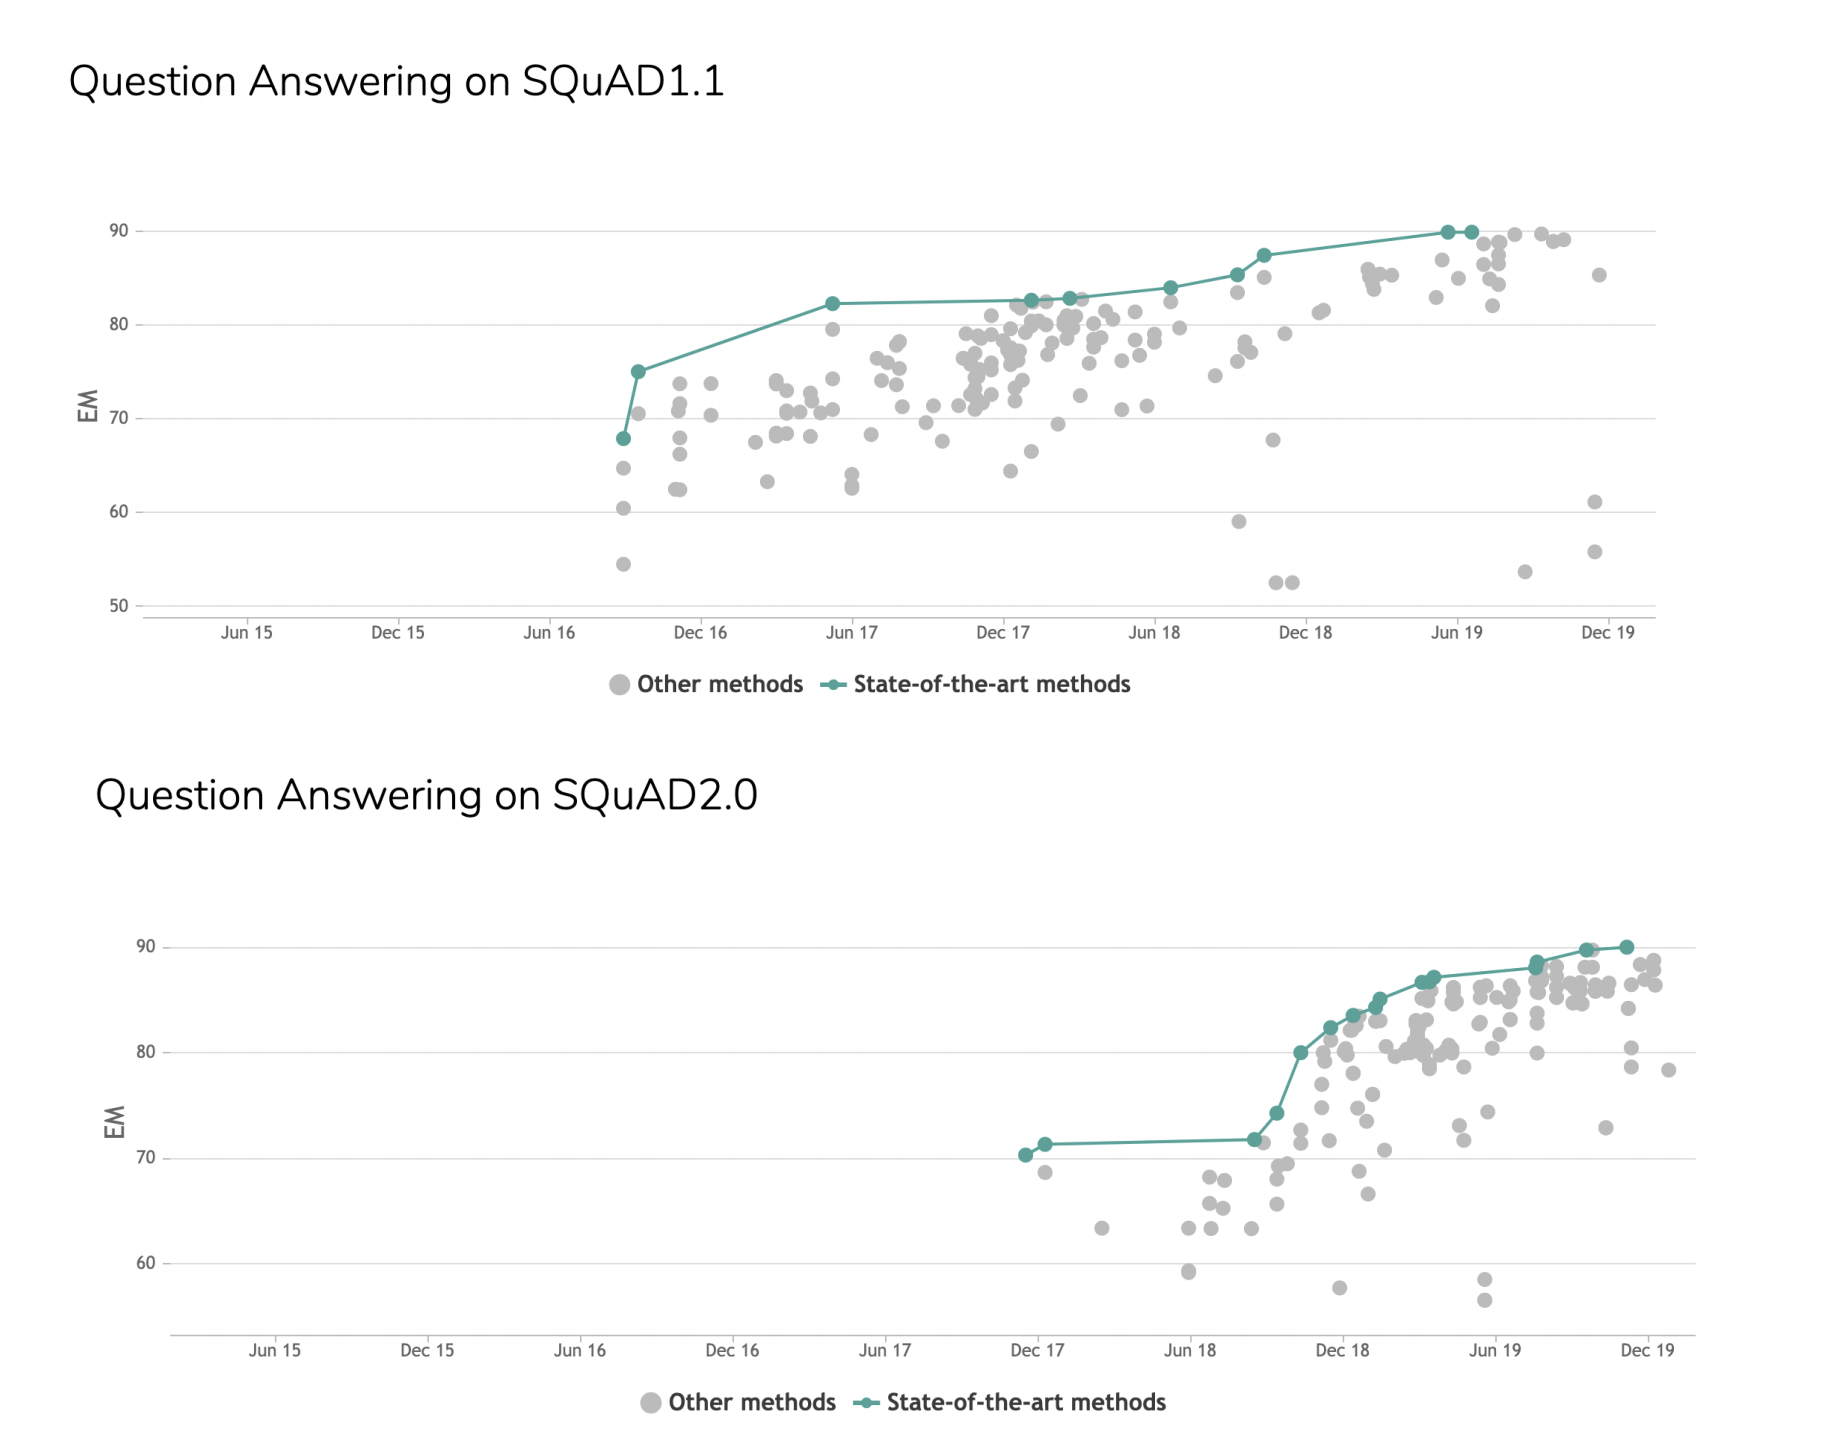 Question Answering on SQuAD1.1
90
80
70
60
50
EM
Jun 15 Dec 15 Jun 16 Dec 16 Jun 17 Dec 17 Jun 18 Dec 18 Jun 19 Dec 19
Other methods State-of-the-art methods
Question Answering on SQuAD2.0
90
80
70
60
EM
Jun 15 Dec 15 Jun 16 Dec 16 Jun 17 Dec 17 Jun 18 Dec 18 Jun 19 Dec 19
Other methods State-of-the-art methods